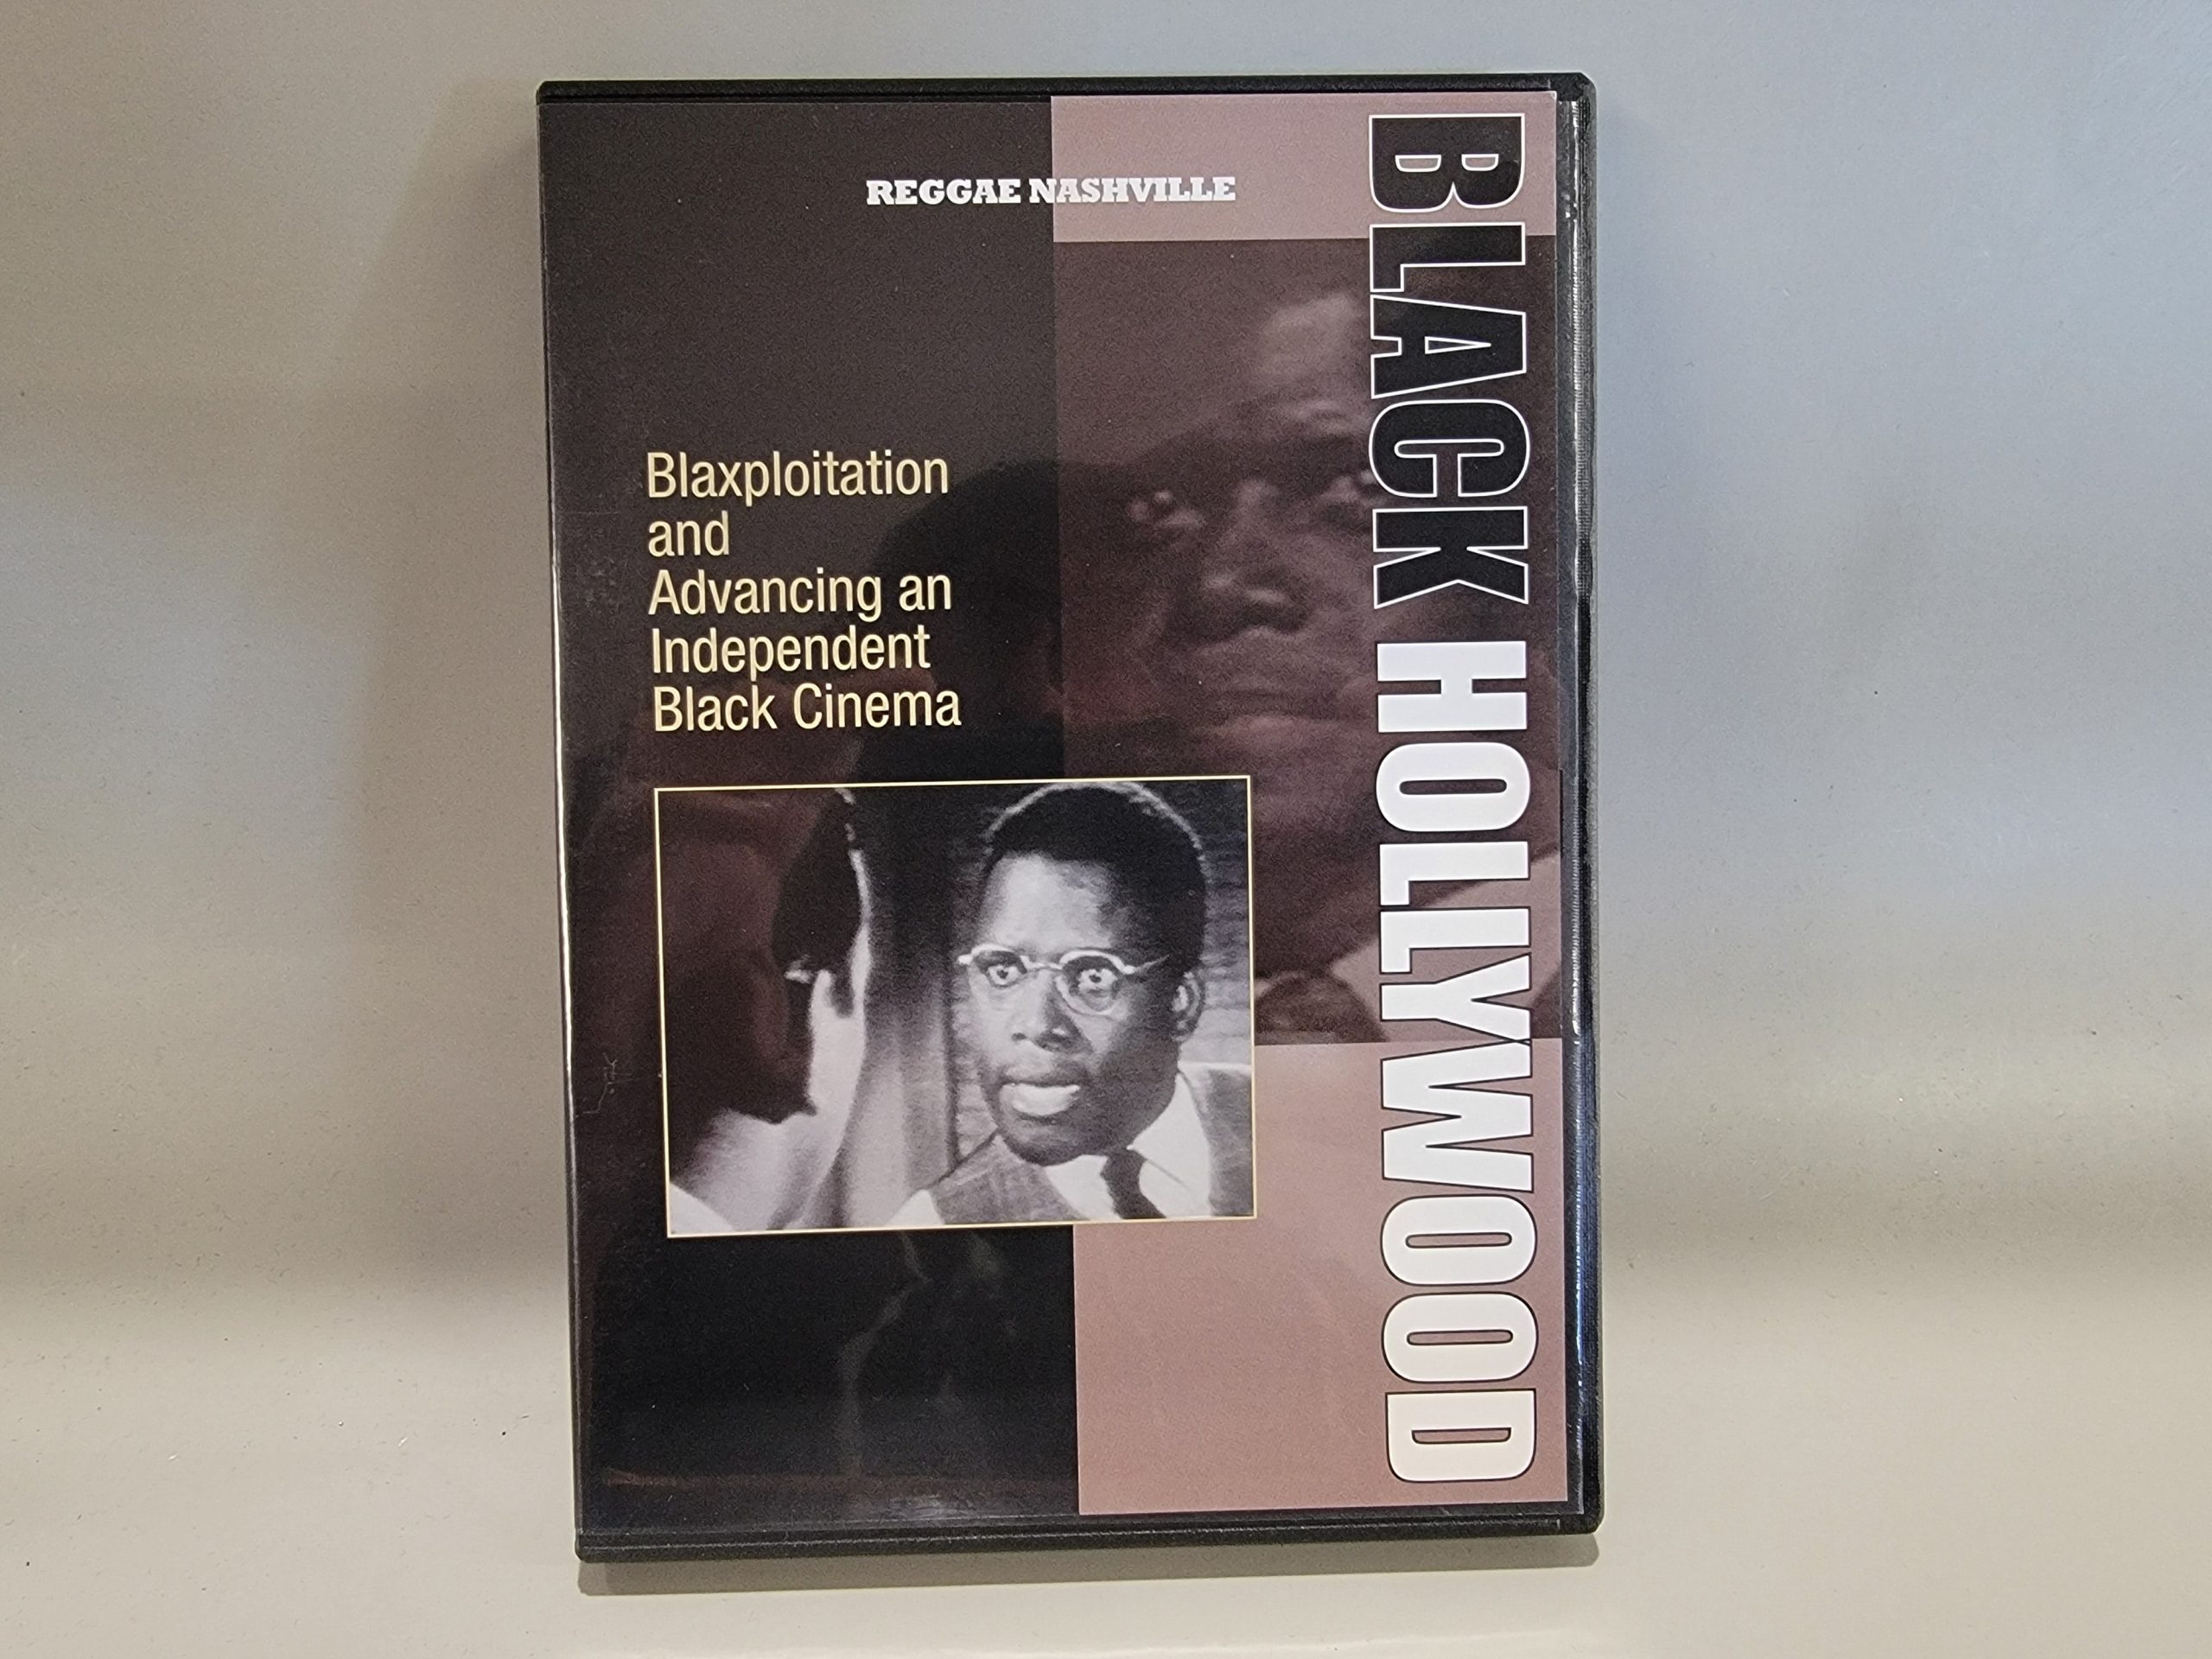 REGGAE NASHVILLE
Blaxploitation
and
Advancing an
Independent
Black Cinema
BLACK HOLLYWOOD